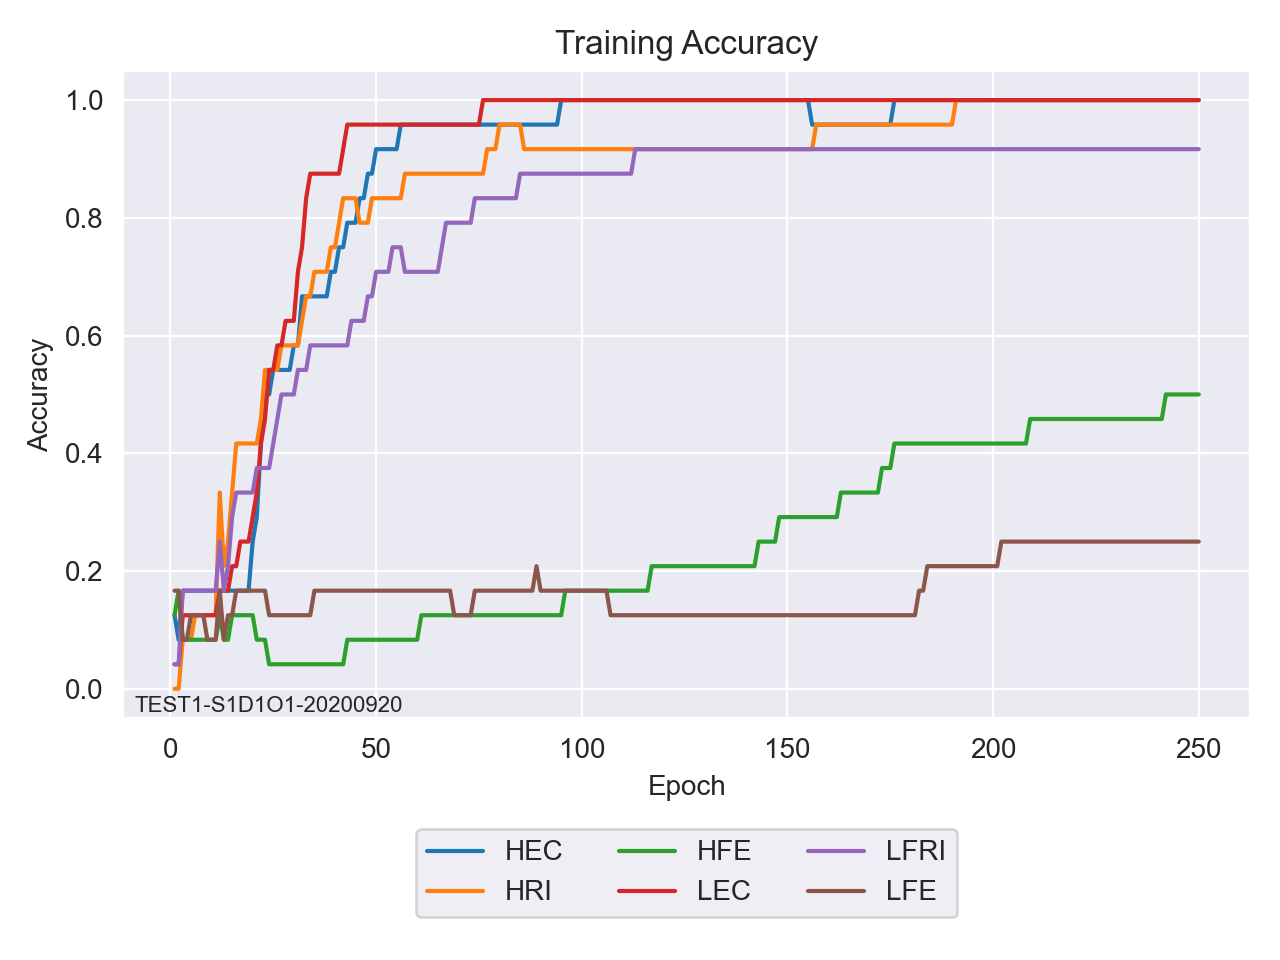 Training Accuracy
1.0
0.8
0.6
0.4
0.2
0.0
Accuracy
TEST1-S1D1O1-20200920
0 50 100 150 200 250
Epoch
HEC HFE LFRI
HRI LEC LFE